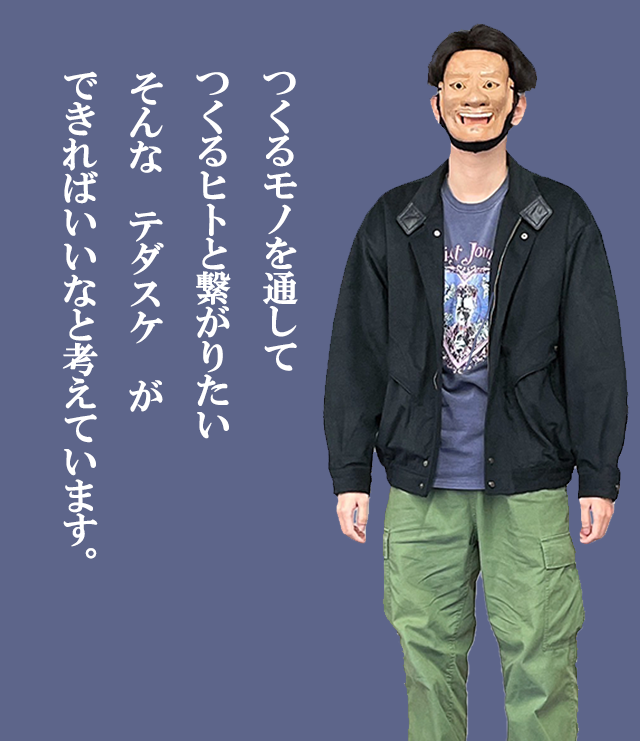 つくるモノを通して
つくるヒトと繋がりたい
そんな　テダスケ　が
できればいいなと考えています。